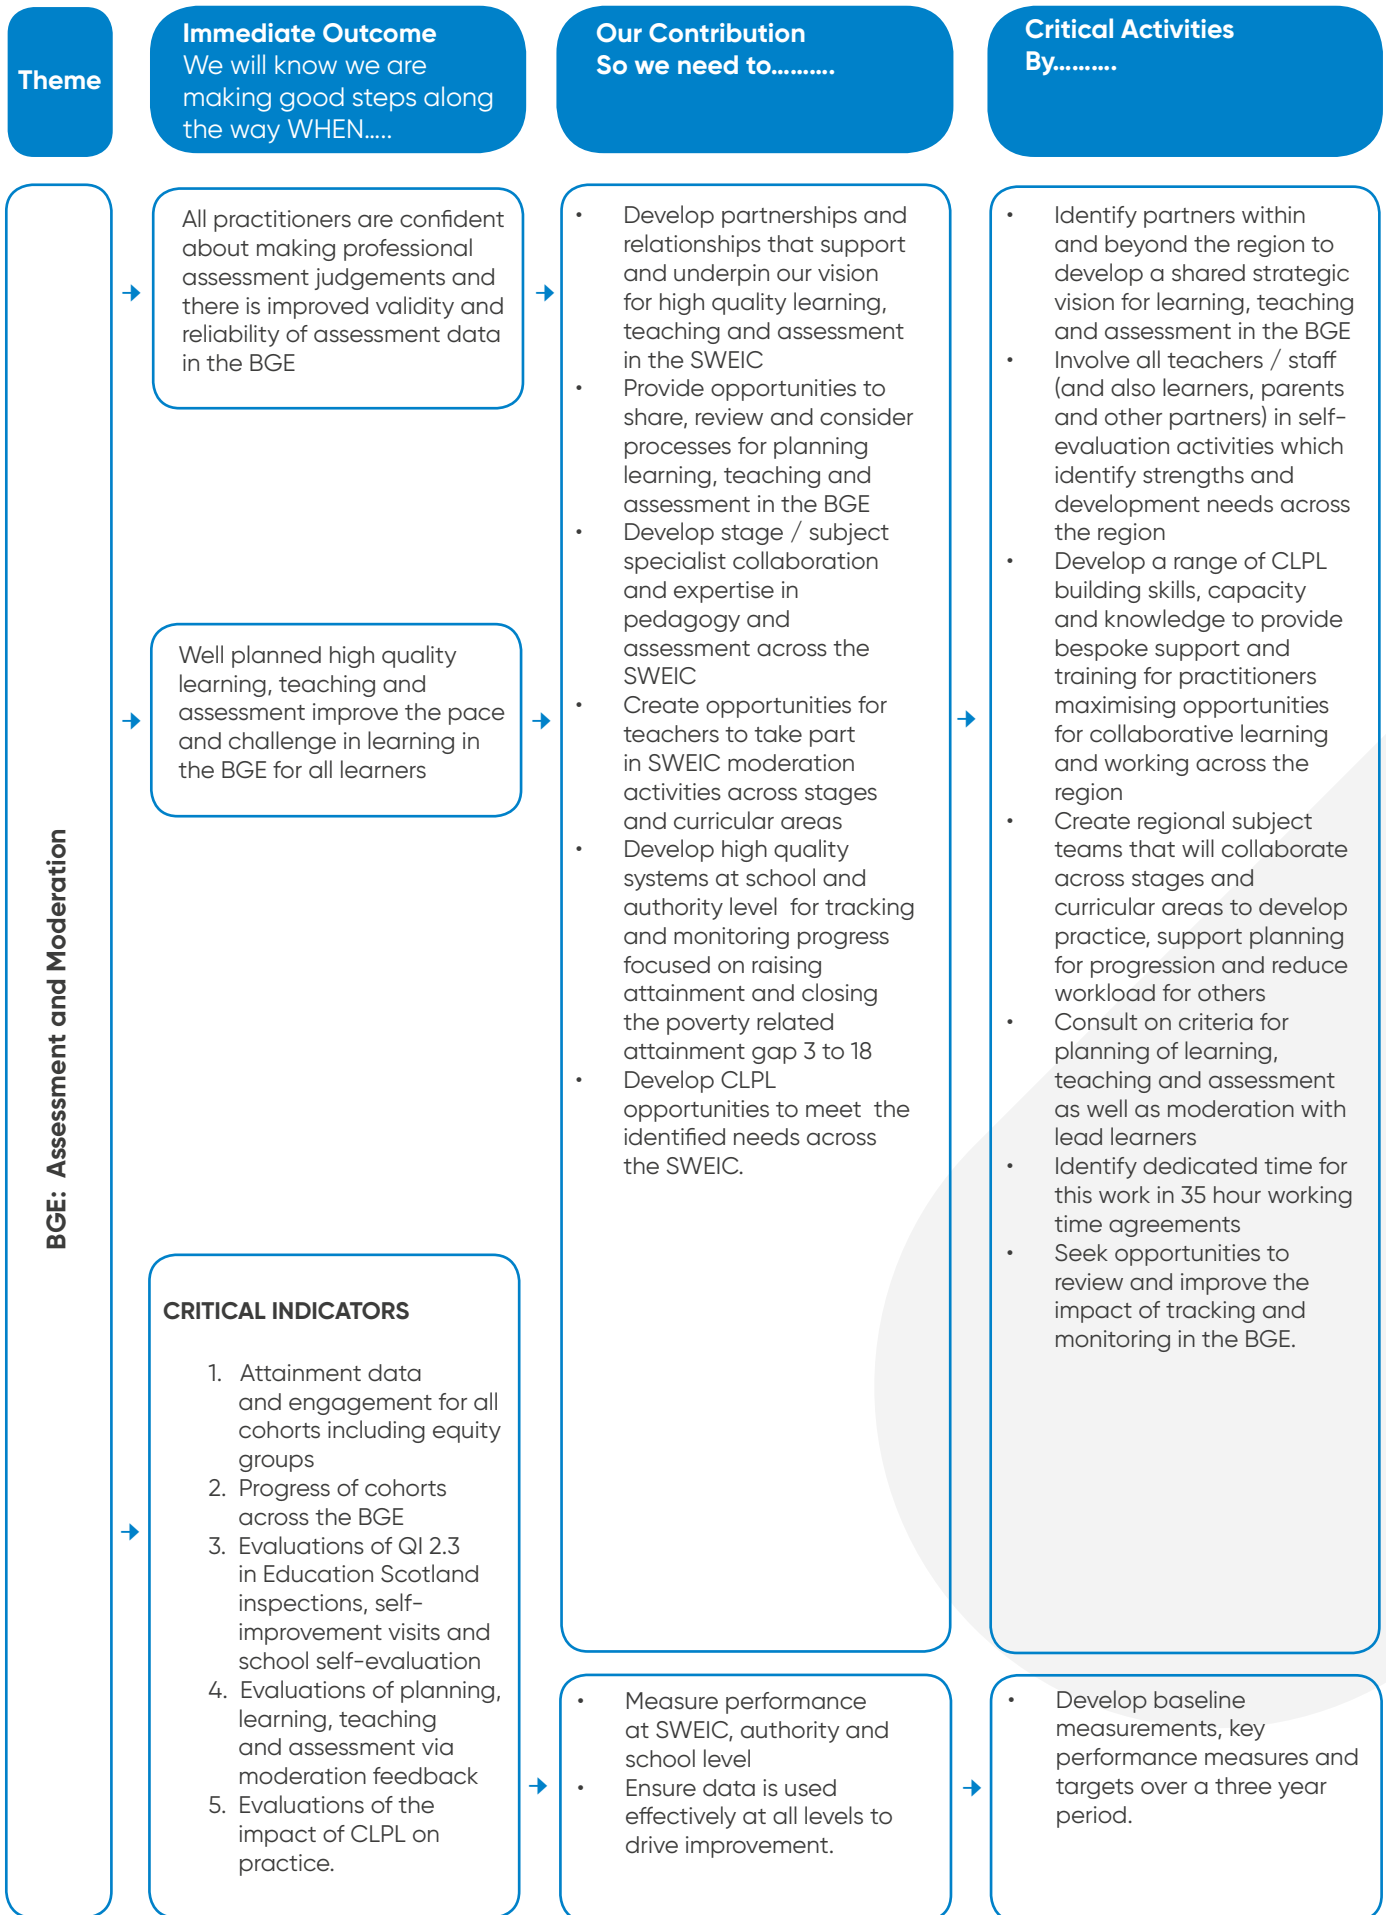 Theme
Immediate Outcome
We will know we are
making good steps along
the way WHEN.....
Our Contribution
So we need to..........
Critical Activities
By..........
BGE: Assessment and Moderation
All practitioners are confident
about making professional
assessment judgements and
there is improved validity and
reliability of assessment data
in the BGE
Well planned high quality
learning, teaching and
assessment improve the pace
and challenge in learning in
the BGE for all learners
CRITICAL INDICATORS
1. Attainment data
and engagement for all
cohorts including equity
groups
2. Progress of cohorts
across the BGE
3. Evaluations of QI 2.3
in Education Scotland
inspections, self-
improvement visits and
school self-evaluation
4. Evaluations of planning,
learning, teaching
and assessment via
moderation feedback
5. Evaluations of the
impact of CLPL on
practice.
• Develop partnerships and
relationships that support
and underpin our vision
for high quality learning,
teaching and assessment
in the SWEIC
• Provide opportunities to
share, review and consider
processes for planning
learning, teaching and
assessment in the BGE
• Develop stage / subject
specialist collaboration
and expertise in
pedagogy and
assessment across the
SWEIC
• Create opportunities for
teachers to take part
in SWEIC moderation
activities across stages
and curricular areas
• Develop high quality
systems at school and
authority level for tracking
and monitoring progress
focused on raising
attainment and closing
the poverty related
attainment gap 3 to 18
• Develop CLPL
opportunities to meet the
identified needs across
the SWEIC.
• Measure performance
at SWEIC, authority and
school level
• Ensure data is used
effectively at all levels to
drive improvement.
• Identify partners within
and beyond the region to
develop a shared strategic
vision for learning, teaching
and assessment in the BGE
• Involve all teachers / staff
(and also learners, parents
and other partners) in self-
evaluation activities which
identify strengths and
development needs across
the region
• Develop a range of CLPL
building skills, capacity
and knowledge to provide
bespoke support and
training for practitioners
maximising opportunities
for collaborative learning
and working across the
region
• Create regional subject
teams that will collaborate
across stages and
curricular areas to develop
practice, support planning
for progression and reduce
workload for others
• Consult on criteria for
planning of learning,
teaching and assessment
as well as moderation with
lead learners
• Identify dedicated time for
this work in 35 hour working
time agreements
• Seek opportunities to
review and improve the
impact of tracking and
monitoring in the BGE.
• Develop baseline
measurements, key
performance measures and
targets over a three year
period.